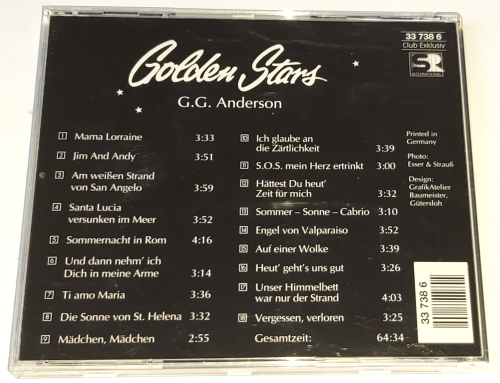 33 738 6
Club Exklusiv
SR
INTERNATIONAL
Golden Stars
G.G. Anderson
1 Mama Lorraine 3:33
2 Jim And Andy 3:51
3 Am weißen Strand
von San Angelo 3:59
4 Santa Lucia
versunken im Meer 3:52
5 Sommernacht in Rom 4:16
6 Und dann nehm' ich
Dich in meine Arme 3:14
7 Ti amo Maria 3:36
8 Die Sonne von St. Helena 3:32
9 Mädchen, Mädchen 2:55
10 Ich glaube an
die Zärtlichkeit 3:39
11 S.O.S. mein Herz ertrinkt 3:00
12 Hättest Du heut'
Zeit für mich 3:32
13 Sommer – Sonne – Cabrio 3:10
14 Engel von Valparaiso 3:52
15 Auf einer Wolke 3:39
16 Heut' geht's uns gut 3:26
17 Unser Himmelbett
war nur der Strand 4:03
18 Vergessen, verloren 3:25
Gesamtzeit: 64:34
Printed in
Germany
Photo:
Esser & Strauß
Design:
GrafikAtelier
Baumeister,
Gütersloh
33 738 6